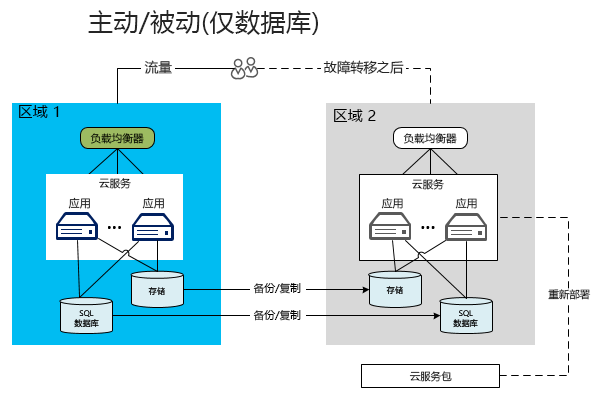 主动/被动(仅数据库)
流量
故障转移之后
区域 1
区域 2
负载均衡器
负载均衡器
云服务
云服务
应用
应用
应用
应用
...
...
存储
备份/复制
存储
重新部署
SQL
数据库
备份/复制
SQL
数据库
云服务包